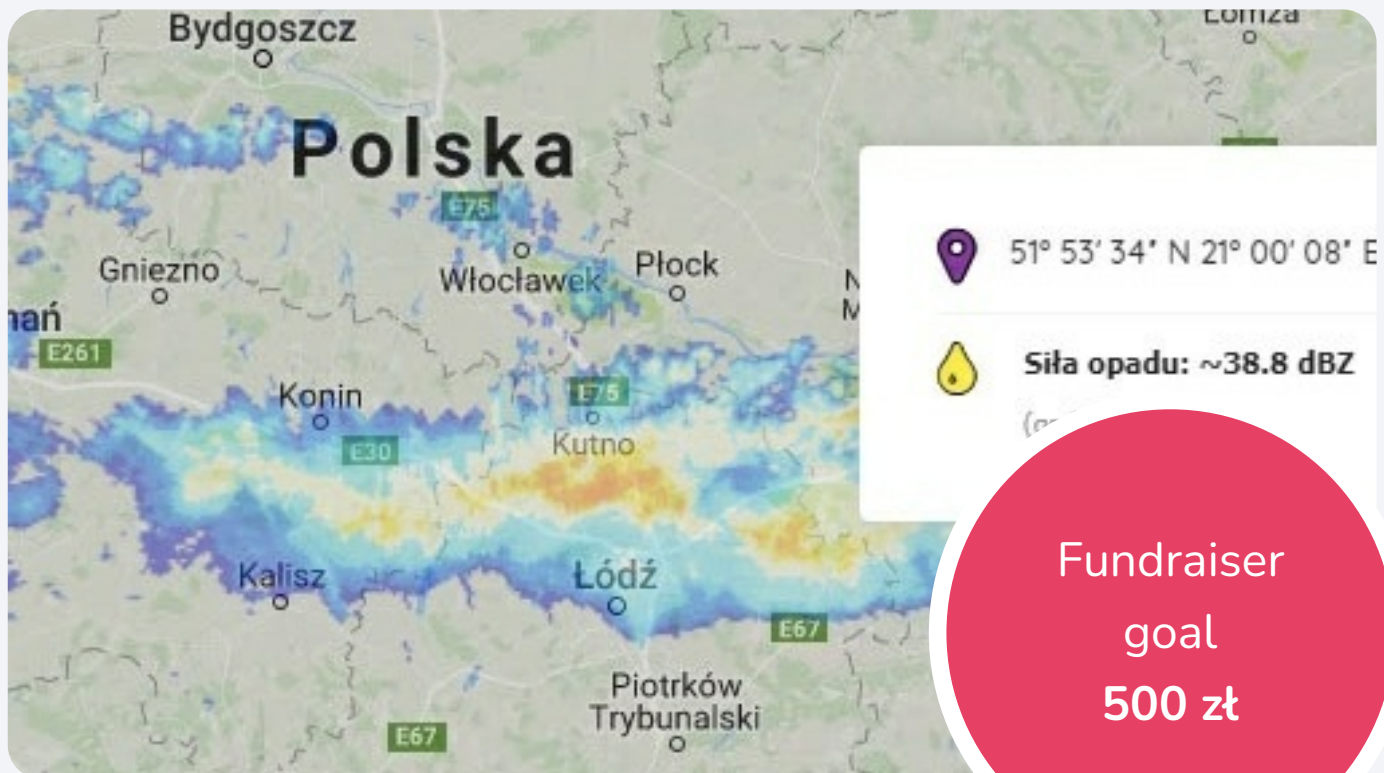 Bydgoszcz
Łomża
Polska
E75
51° 53' 34" N 21° 00' 08" E
Gniezno
Włocławek
Płock
E261
Siła opadu: ~38.8 dBZ
Konin
E75
E30
Kutno
Kalisz
Łódź
E67
Fundraiser
goal
500 zł
Piotrków
Trybunalski
E67